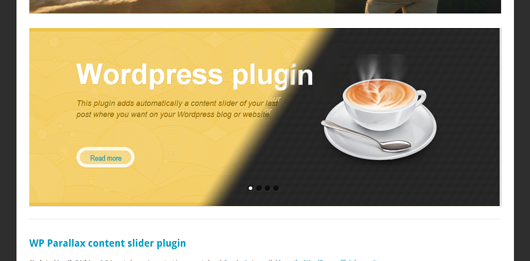 Wordpress plugin
This plugin adds automatically a content slider of your last
post where you want on your Wordpress blog or website
Read more
WP Parallax content slider plugin